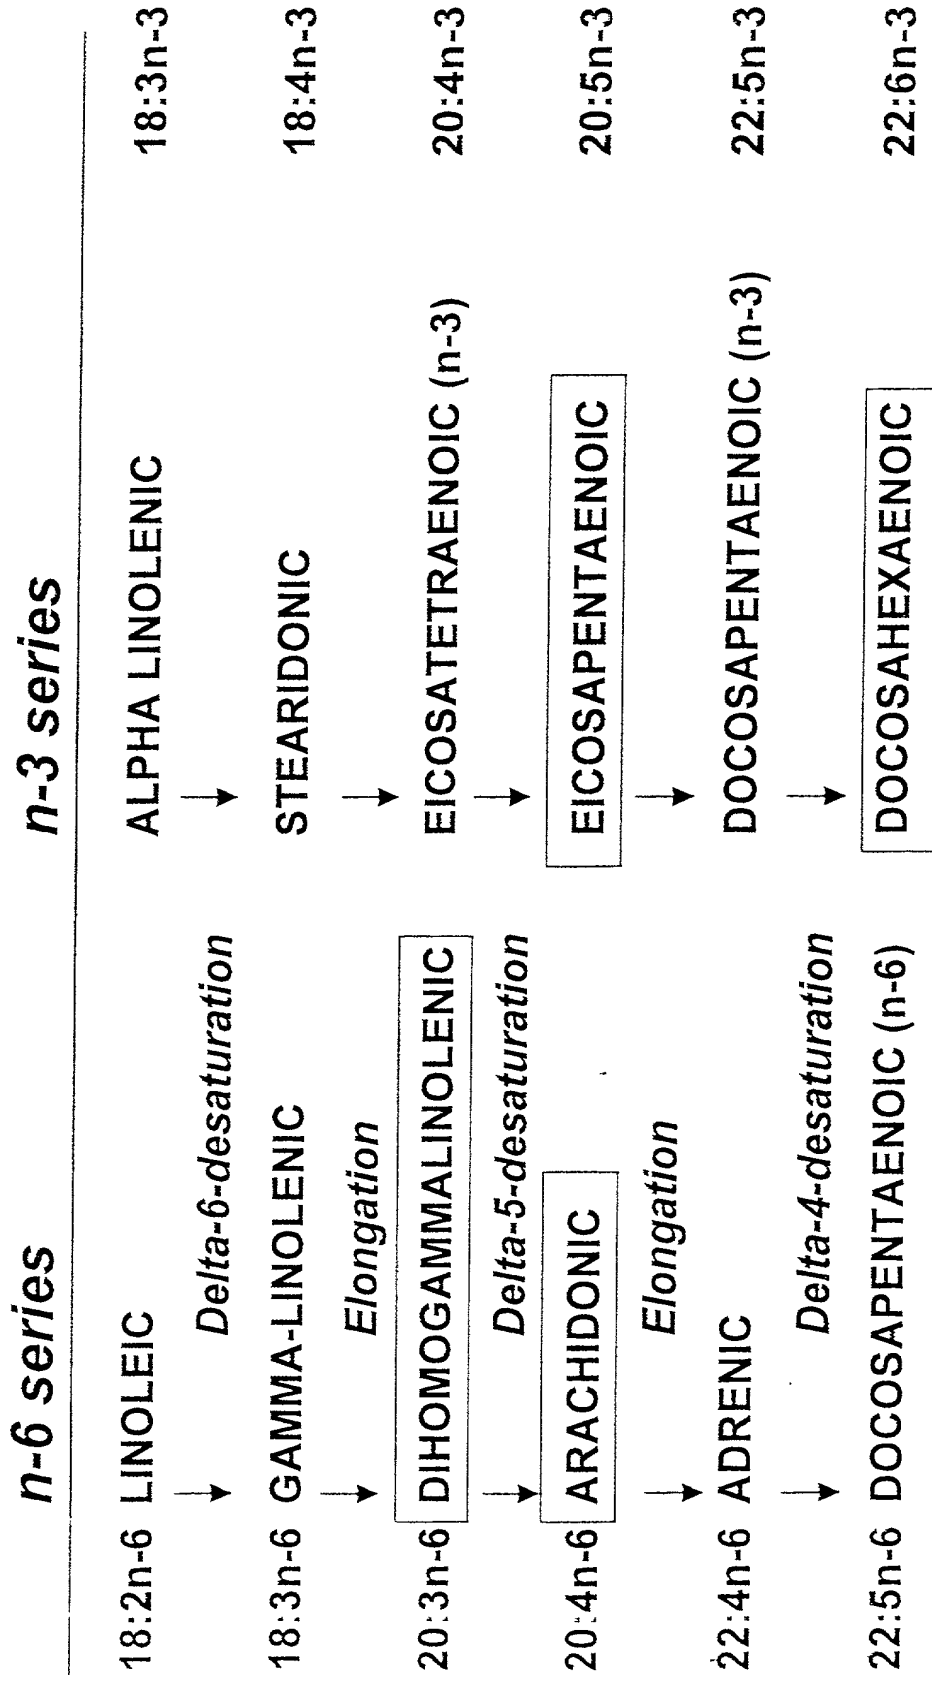 n-6 series n-3 series
18:2n-6 LINOLEIC ALPHA LINOLENIC 18:3n-3
Delta-6-desaturation
18:3n-6 GAMMA-LINOLENIC STEARIDONIC 18:4n-3
Elongation
20:3n-6 DIHOMOGAMMALINOLENIC EICOSATETRAENOIC (n-3) 20:4n-3
Delta-5-desaturation
20:4n-6 ARACHIDONIC EICOSAPENTAENOIC 20:5n-3
Elongation
22:4n-6 ADRENIC DOCOSAPENTAENOIC (n-3) 22:5n-3
Delta-4-desaturation
22:5n-6 DOCOSAPENTAENOIC (n-6) DOCOSAHEXAENOIC 22:6n-3